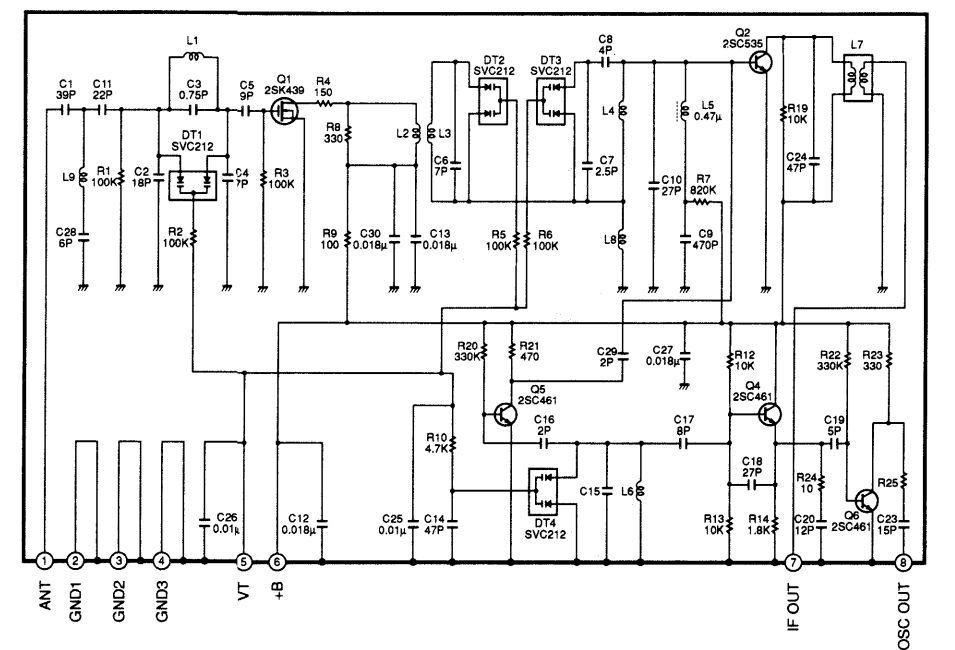 L1
C1
39P
C11
22P
C3
0.75P
C5
9P
Q1
2SK439
R4
150
DT1
SVC212
L9
R1
100K
C2
18P
C4
7P
R3
100K
C28
6P
R2
100K
R8
330
L2
L3
R9
100
C30
0.018μ
C13
0.018μ
DT2
SVC212
DT3
SVC212
C8
4P
C6
7P
C7
2.5P
R5
100K
R6
100K
L4
L5
0.47μ
L8
C10
27P
R7
820K
C9
470P
Q2
2SC535
L7
R19
10K
C24
47P
R20
330K
R21
470
C29
2P
C27
0.018μ
R12
10K
R22
330K
R23
330
Q5
2SC461
Q4
2SC461
C16
2P
C17
8P
C19
5P
R10
4.7K
C18
27P
R24
10
R25
C15
L6
DT4
SVC212
Q6
2SC461
C26
0.01μ
C12
0.018μ
C25
0.01μ
C14
47P
R13
10K
R14
1.8K
C20
12P
C23
15P
1
2
3
4
5
6
7
8
ANT
GND1
GND2
GND3
VT
+B
IF OUT
OSC OUT